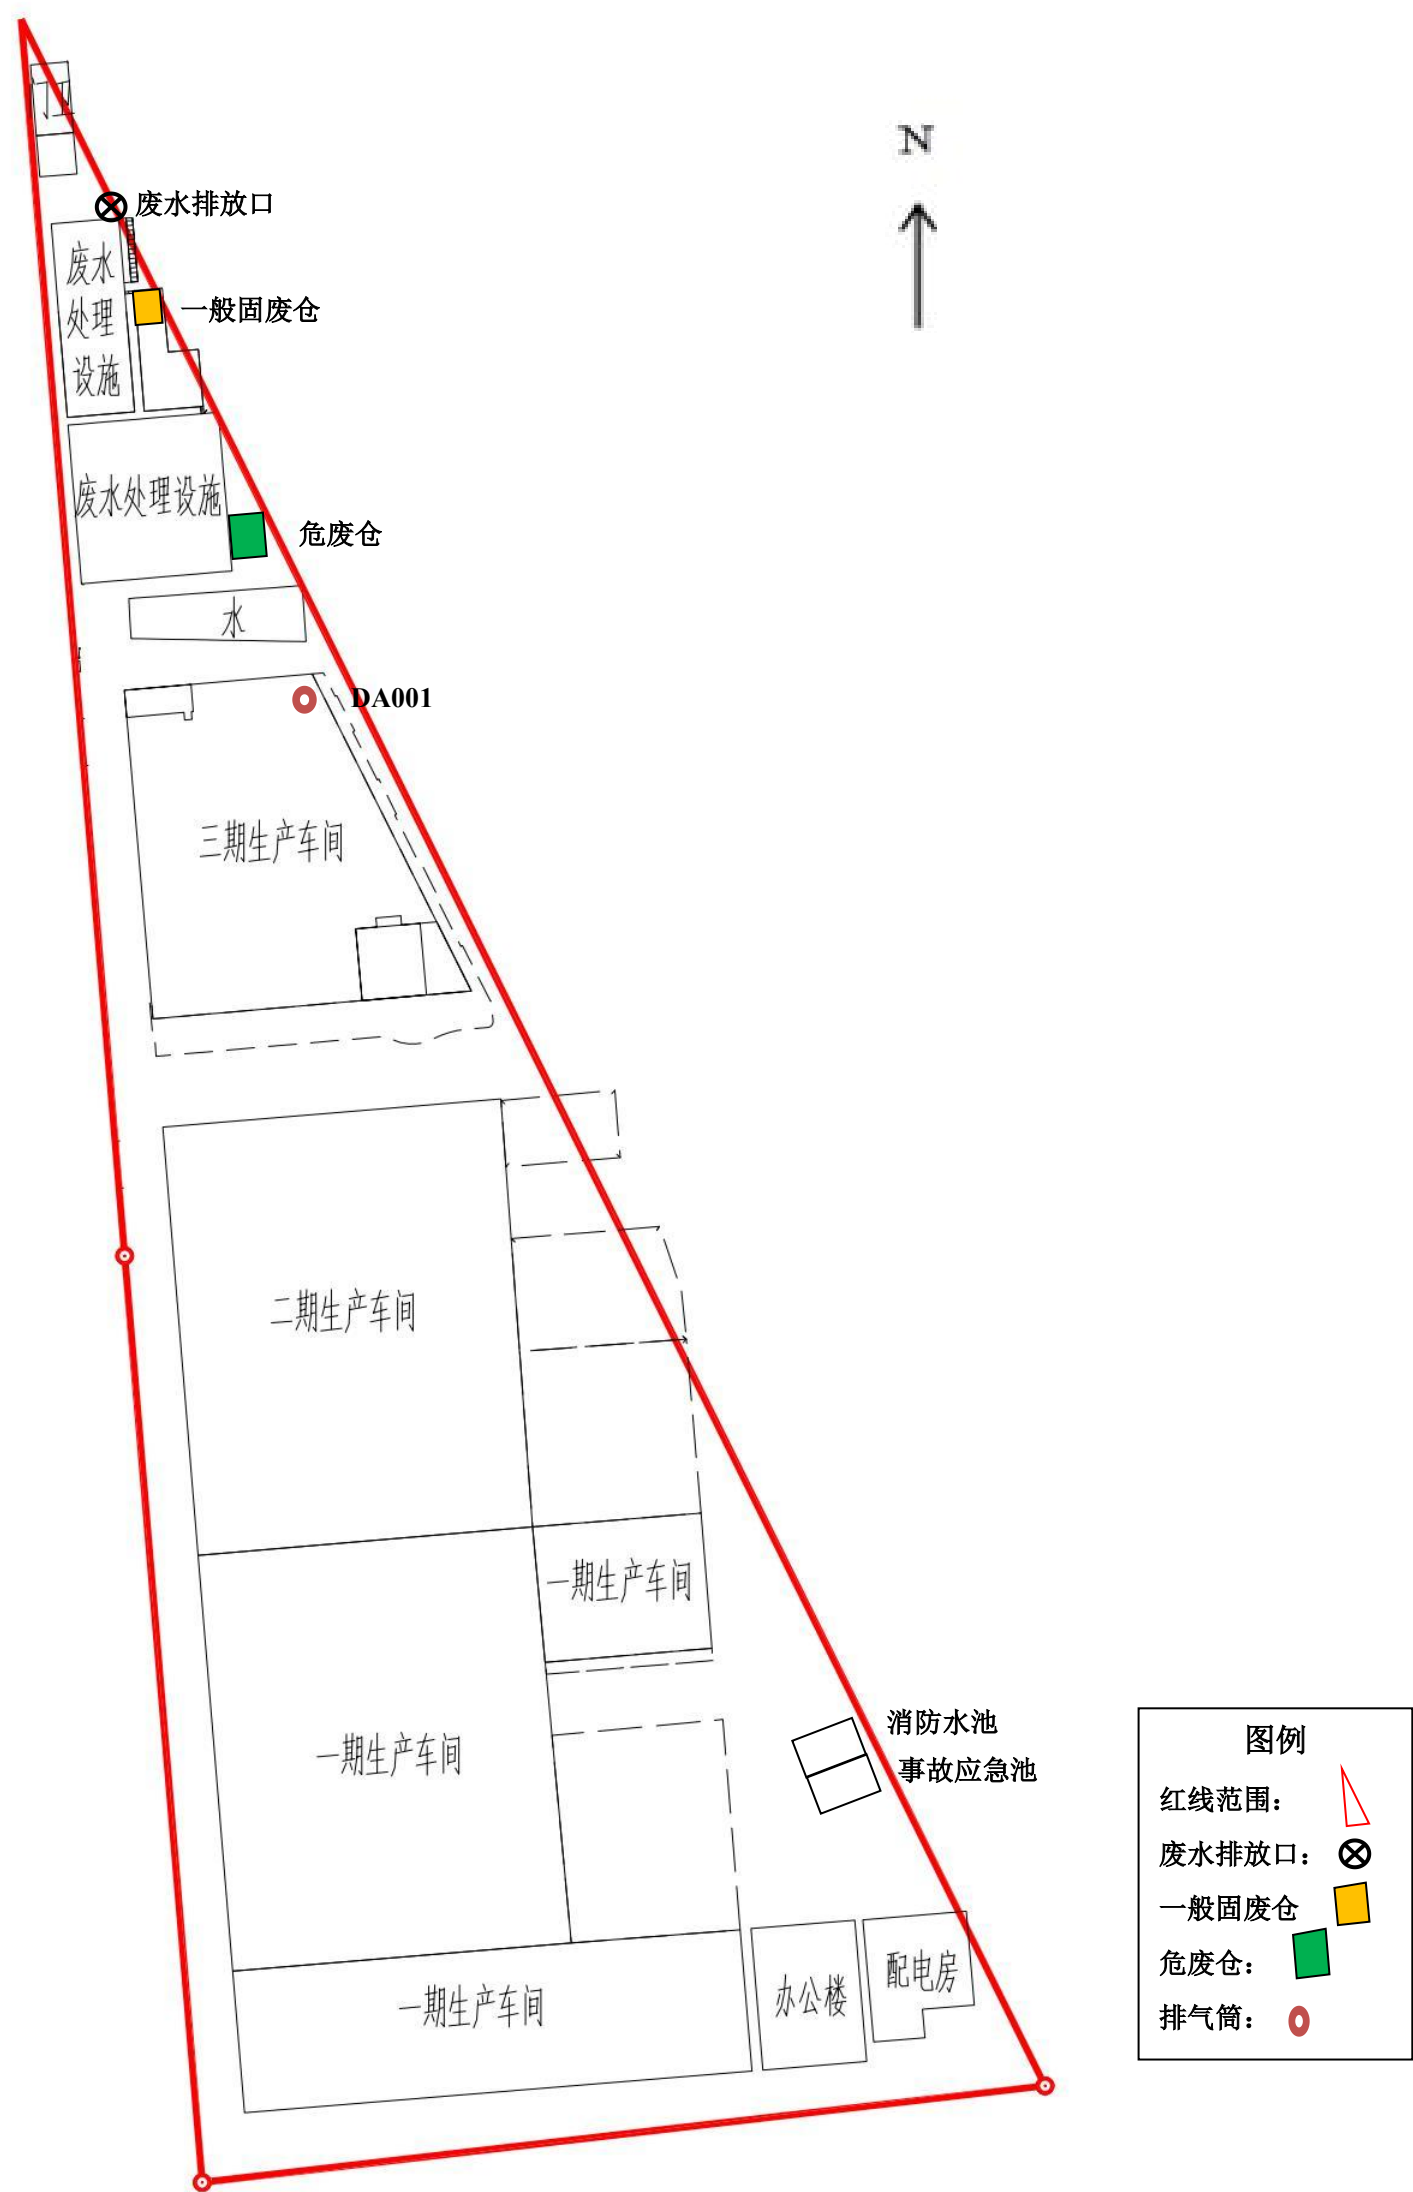 N
废水排放口
废水
处理
设施
一般固废仓
废水处理设施
危废仓
水
DA001
三期生产车间
二期生产车间
一期生产车间
一期生产车间
消防水池
事故应急池
一期生产车间
办公楼
配电房
图例
红线范围：
废水排放口：
一般固废仓
危废仓：
排气筒：